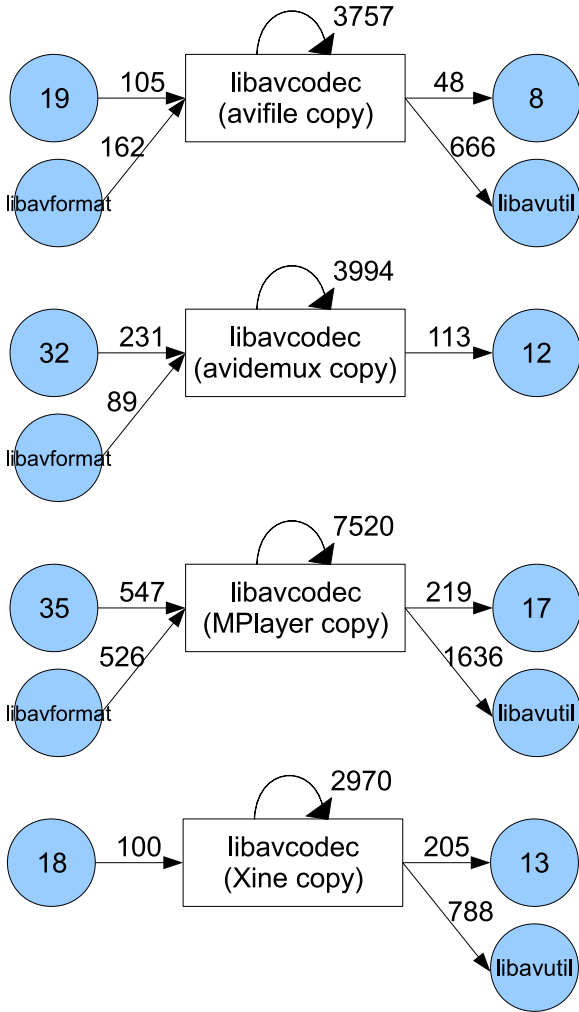 3757
19
105
libavcodec
(avifile copy)
48
8
162
666
libavformat
libavutil
3994
32
231
libavcodec
(avidemux copy)
113
12
89
libavformat
7520
35
547
libavcodec
(MPlayer copy)
219
17
526
1636
libavformat
libavutil
2970
18
100
libavcodec
(Xine copy)
205
13
788
libavutil